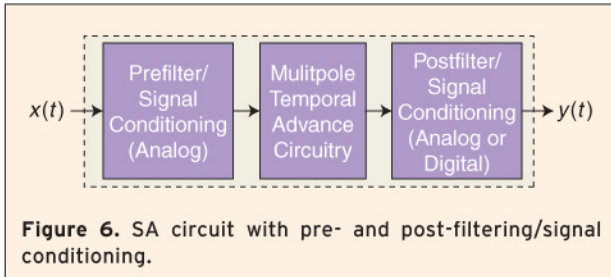 x(t)
Prefilter/
Signal
Conditioning
(Analog)
Mulitpole
Temporal
Advance
Circuitry
Postfilter/
Signal
Conditioning
(Analog or
Digital)
y(t)
Figure 6. SA circuit with pre- and post-filtering/signal
conditioning.